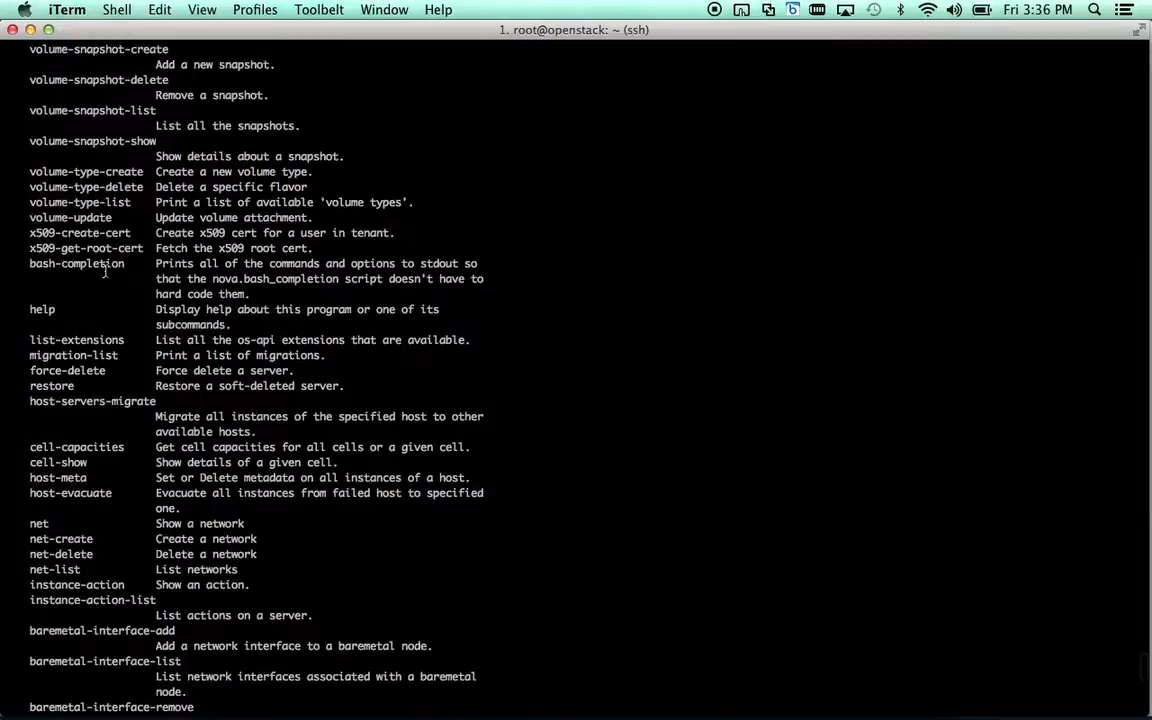 iTerm Shell Edit View Profiles Toolbelt Window Help Fri 3:36 PM
1. root@openstack: ~ (ssh)
volume-snapshot-create
Add a new snapshot.
volume-snapshot-delete
Remove a snapshot.
volume-snapshot-list
List all the snapshots.
volume-snapshot-show
Show details about a snapshot.
volume-type-create Create a new volume type.
volume-type-delete Delete a specific flavor
volume-type-list Print a list of available 'volume types'.
volume-update Update volume attachment.
x509-create-cert Create x509 cert for a user in tenant.
x509-get-root-cert Fetch the x509 root cert.
bash-completion Prints all of the commands and options to stdout so
that the nova.bash_completion script doesn't have to
hard code them.
help Display help about this program or one of its
subcommands.
list-extensions List all the os-api extensions that are available.
migration-list Print a list of migrations.
force-delete Force delete a server.
restore Restore a soft-deleted server.
host-servers-migrate
Migrate all instances of the specified host to other
available hosts.
cell-capacities Get cell capacities for all cells or a given cell.
cell-show Show details of a given cell.
host-meta Set or Delete metadata on all instances of a host.
host-evacuate Evacuate all instances from failed host to specified
one.
net Show a network
net-create Create a network
net-delete Delete a network
net-list List networks
instance-action Show an action.
instance-action-list
List actions on a server.
baremetal-interface-add
Add a network interface to a baremetal node.
baremetal-interface-list
List network interfaces associated with a baremetal
node.
baremetal-interface-remove